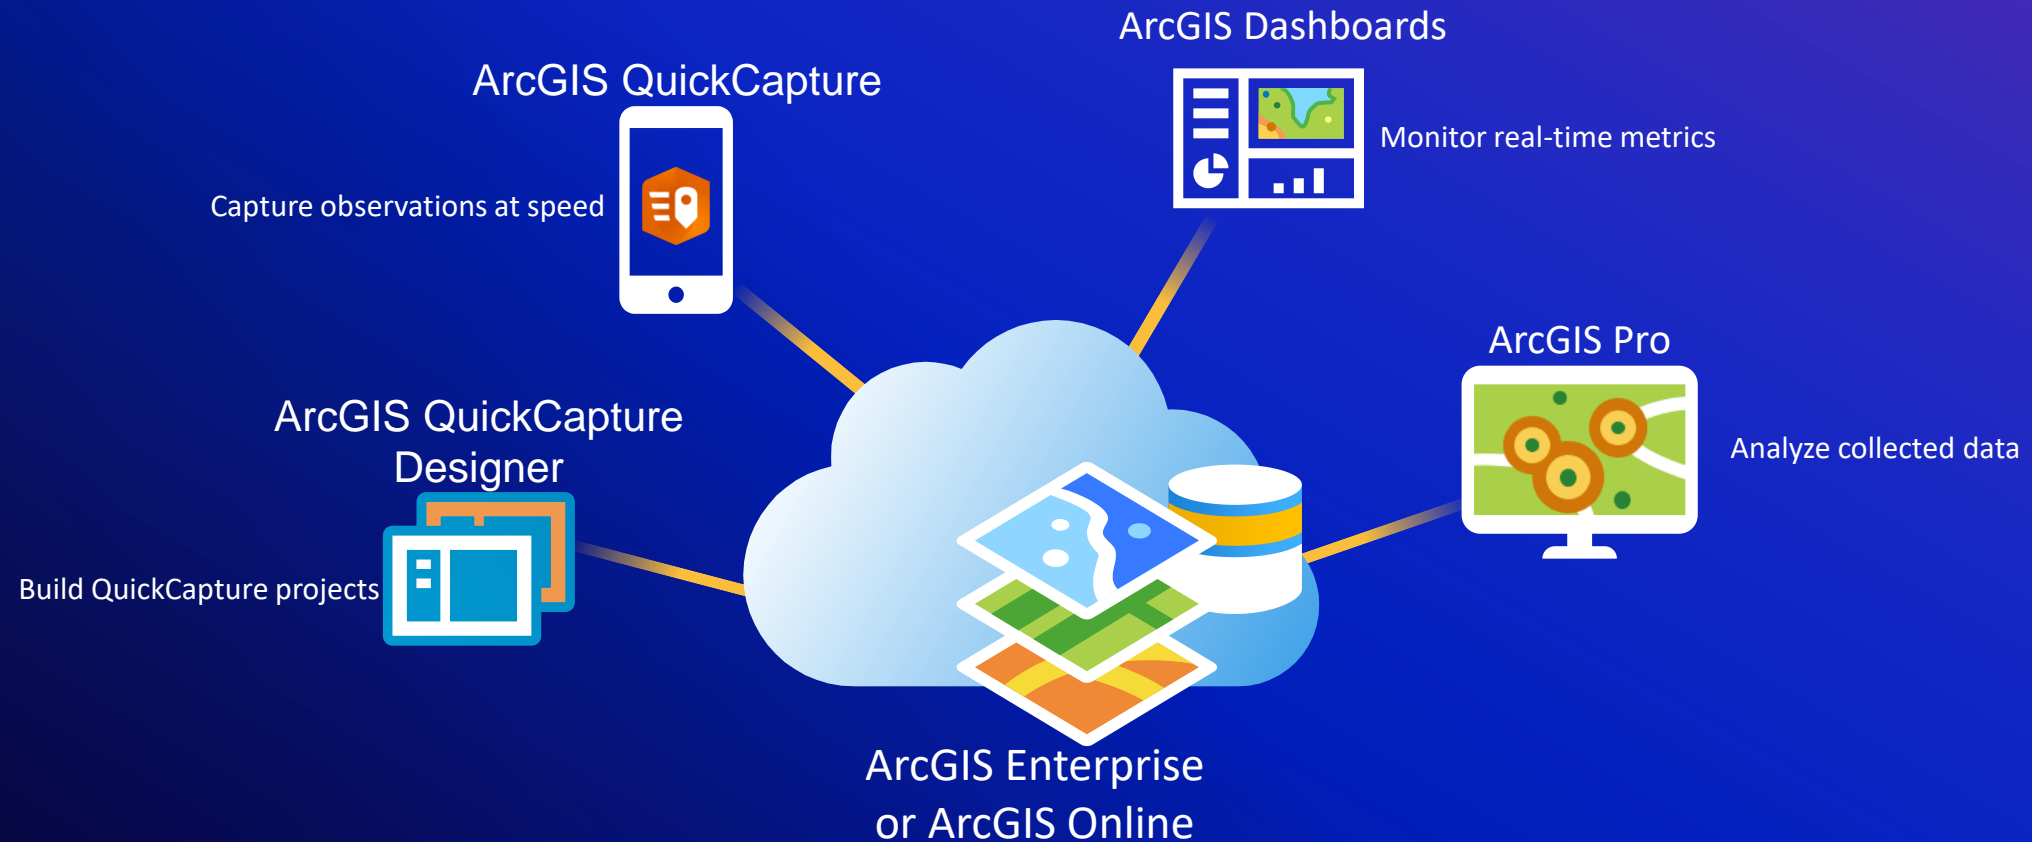 ArcGIS Dashboards
ArcGIS QuickCapture
Monitor real-time metrics
Capture observations at speed
ArcGIS Pro
ArcGIS QuickCapture
Designer
Analyze collected data
Build QuickCapture projects
ArcGIS Enterprise
or ArcGIS Online